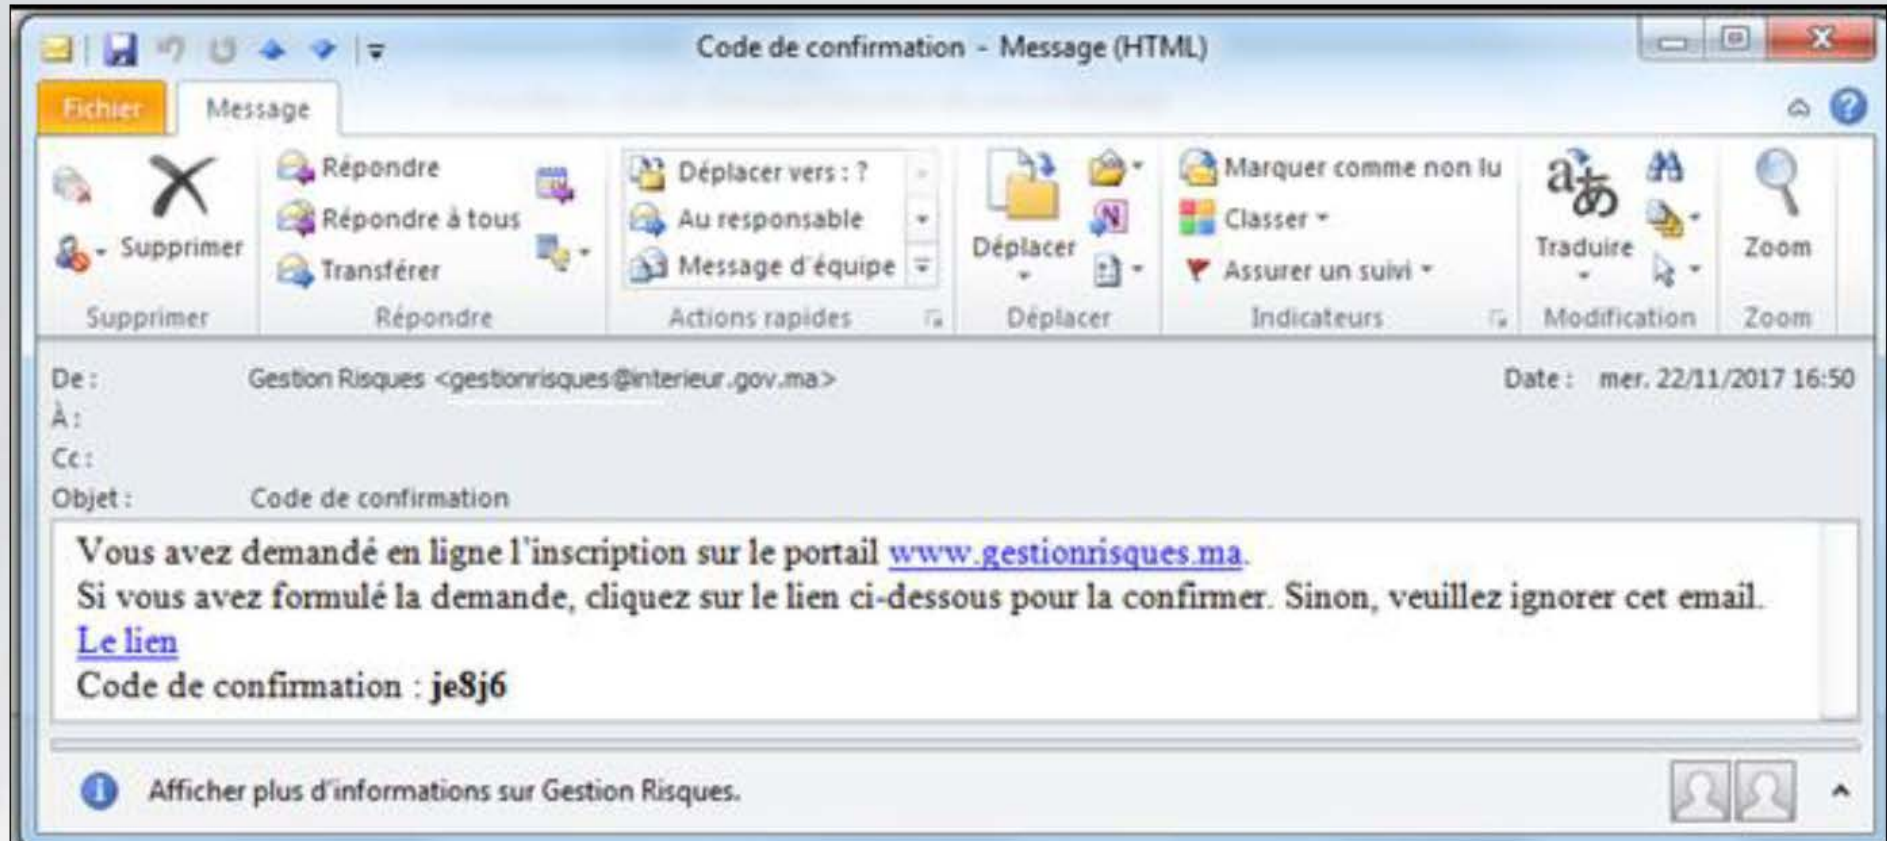 Code de confirmation - Message (HTML)
Fichier Message
Répondre
Répondre à tous
Transférer
Supprimer
Supprimer
Répondre
Déplacer vers : ?
Au responsable
Message d'équipe
Actions rapides
Déplacer
Déplacer
Marquer comme non lu
Classer
Assurer un suivi
Indicateurs
Traduire
Modification
Zoom
Zoom
De : Gestion Risques <gestionrisques@interieur.gov.ma> Date : mer. 22/11/2017 16:50
À :
Cc :
Objet : Code de confirmation
Vous avez demandé en ligne l'inscription sur le portail www.gestionrisques.ma.
Si vous avez formulé la demande, cliquez sur le lien ci-dessous pour la confirmer. Sinon, veuillez ignorer cet email.
Le lien
Code de confirmation : je8j6
Afficher plus d'informations sur Gestion Risques.